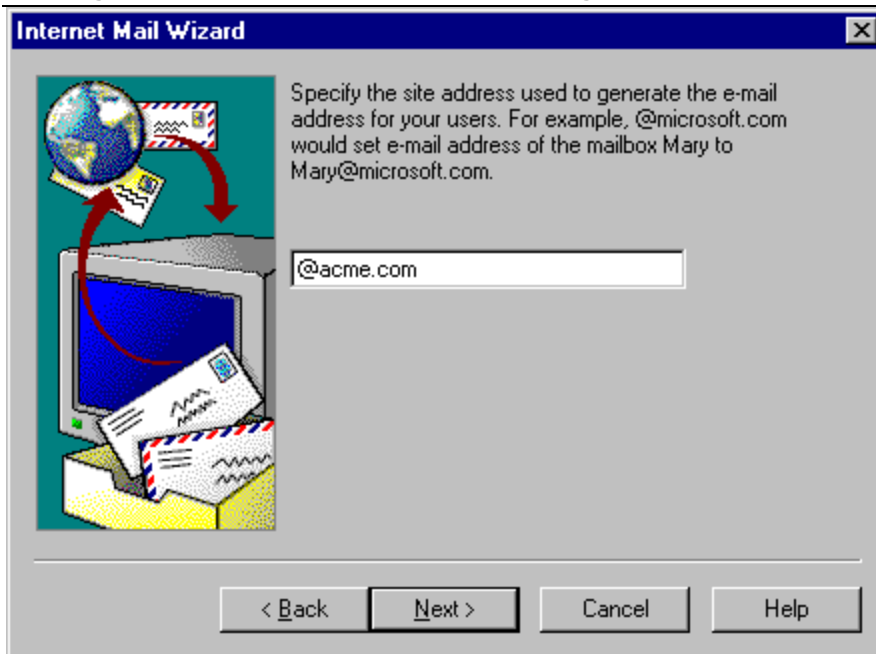 Internet Mail Wizard
Specify the site address used to generate the e-mail
address for your users. For example, @microsoft.com
would set e-mail address of the mailbox Mary to
Mary@microsoft.com.
@acme.com
< Back Next > Cancel Help